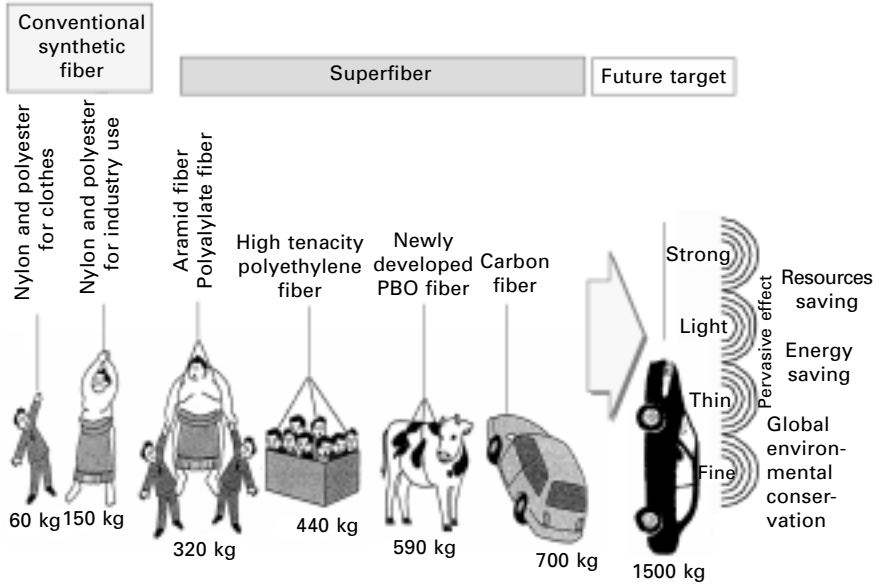 Conventional
synthetic
fiber
Superfiber
Future target
Nylon and polyester
for clothes
Nylon and polyester
for industry use
Aramid fiber
Polyalylate fiber
High tenacity
polyethylene
fiber
Newly
developed
PBO fiber
Carbon
fiber
Strong
Light
Thin
Fine
Pervasive effect
Resources
saving
Energy
saving
Global
environ-
mental
conser-
vation
60 kg
150 kg
320 kg
440 kg
590 kg
700 kg
1500 kg